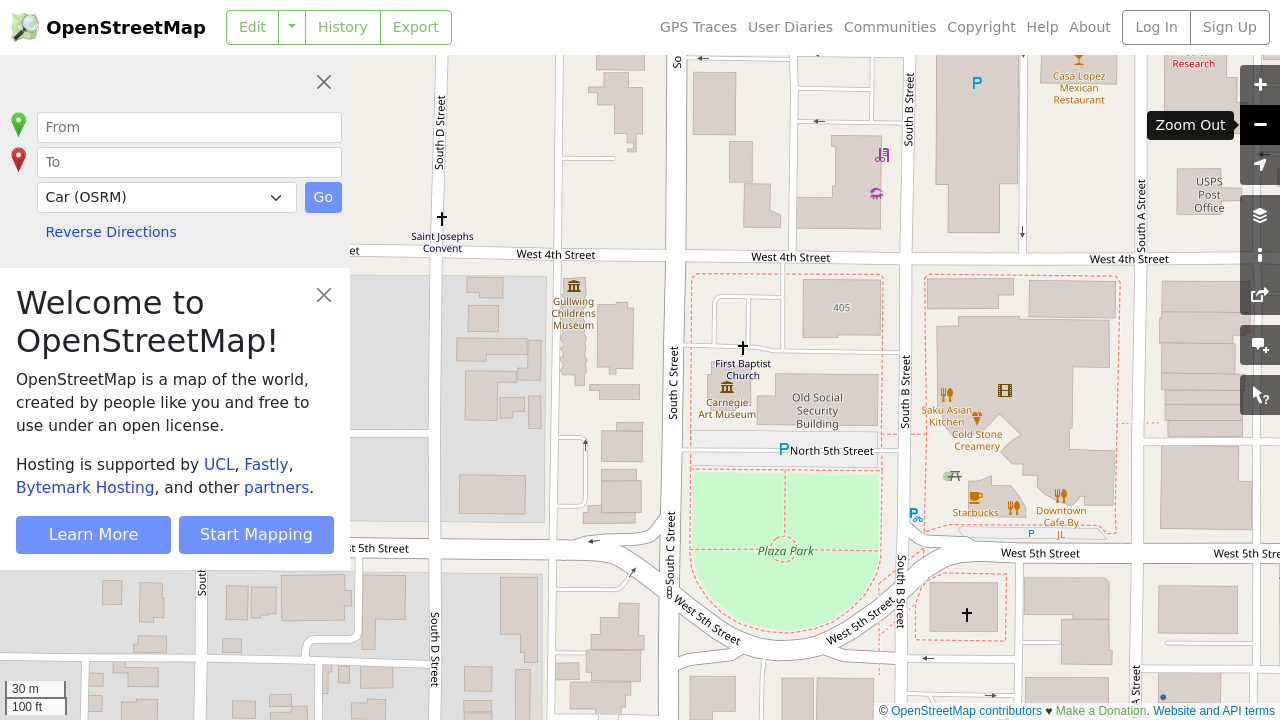 OpenStreetMap
Edit
History
Export
GPS Traces
User Diaries
Communities
Copyright
Help
About
Log In
Sign Up
From
To
Car (OSRM)
Go
Reverse Directions
Welcome to
OpenStreetMap!
OpenStreetMap is a map of the world,
created by people like you and free to
use under an open license.
Hosting is supported by UCL, Fastly,
Bytemark Hosting, and other partners.
Learn More
Start Mapping
Zoom Out
Research
Casa Lopez
Mexican
Restaurant
P
South D Street
So
South B Street
South A Street
USPS
Post
Office
Saint Josephs
Convent
et
West 4th Street
West 4th Street
West 4th Street
Gullwing
Childrens
Museum
405
First Baptist
Church
Carnegie
Art Museum
Old Social
Security
Building
South C Street
South B Street
Saku Asian
Kitchen
Cold Stone
Creamery
P
North 5th Street
Starbucks
Downtown
Cafe By
JL
P
P
st 5th Street
West 5th Street
West 5th Stre
Plaza Park
South C Street
South B Street
South
South D Street
West 5th Street
West 5th Street
A Street
30 m
100 ft
© OpenStreetMap contributors ♥ Make a Donation. Website and API terms